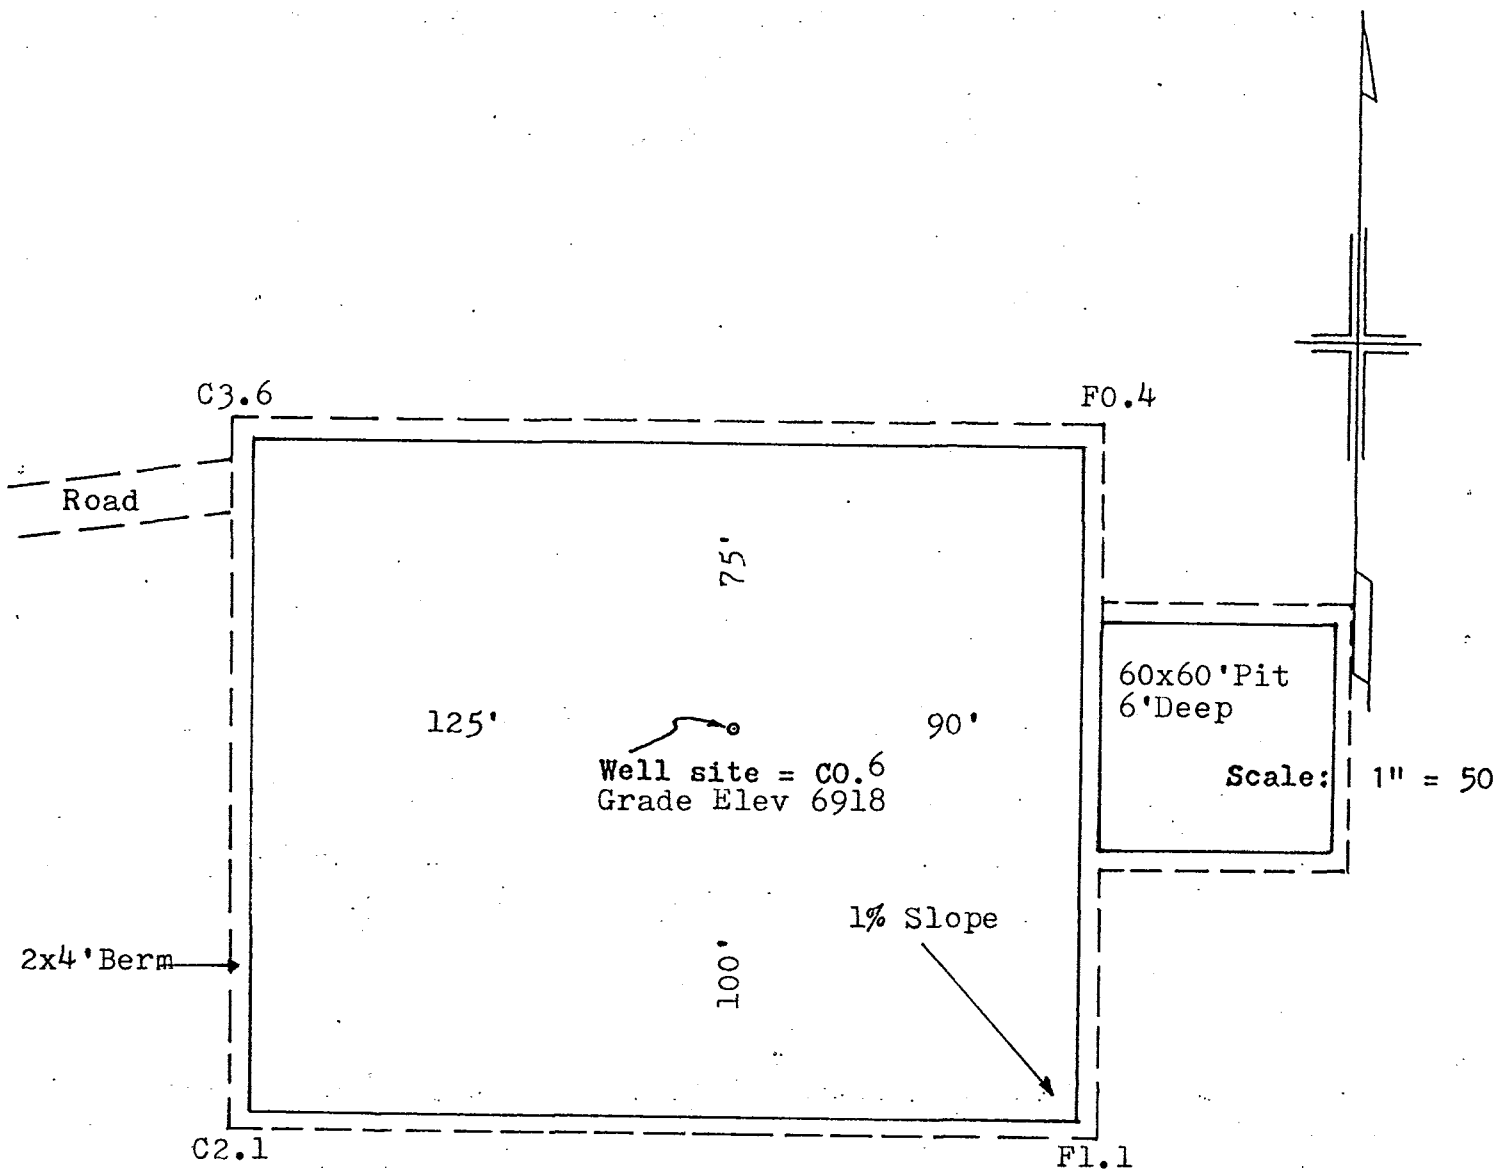 C3.6
F0.4
Road
75'
60x60'Pit
6'Deep
125'
90'
Well site = C0.6
Grade Elev 6918
Scale: 1" = 50
1% Slope
2x4'Berm
100'
C2.1
F1.1